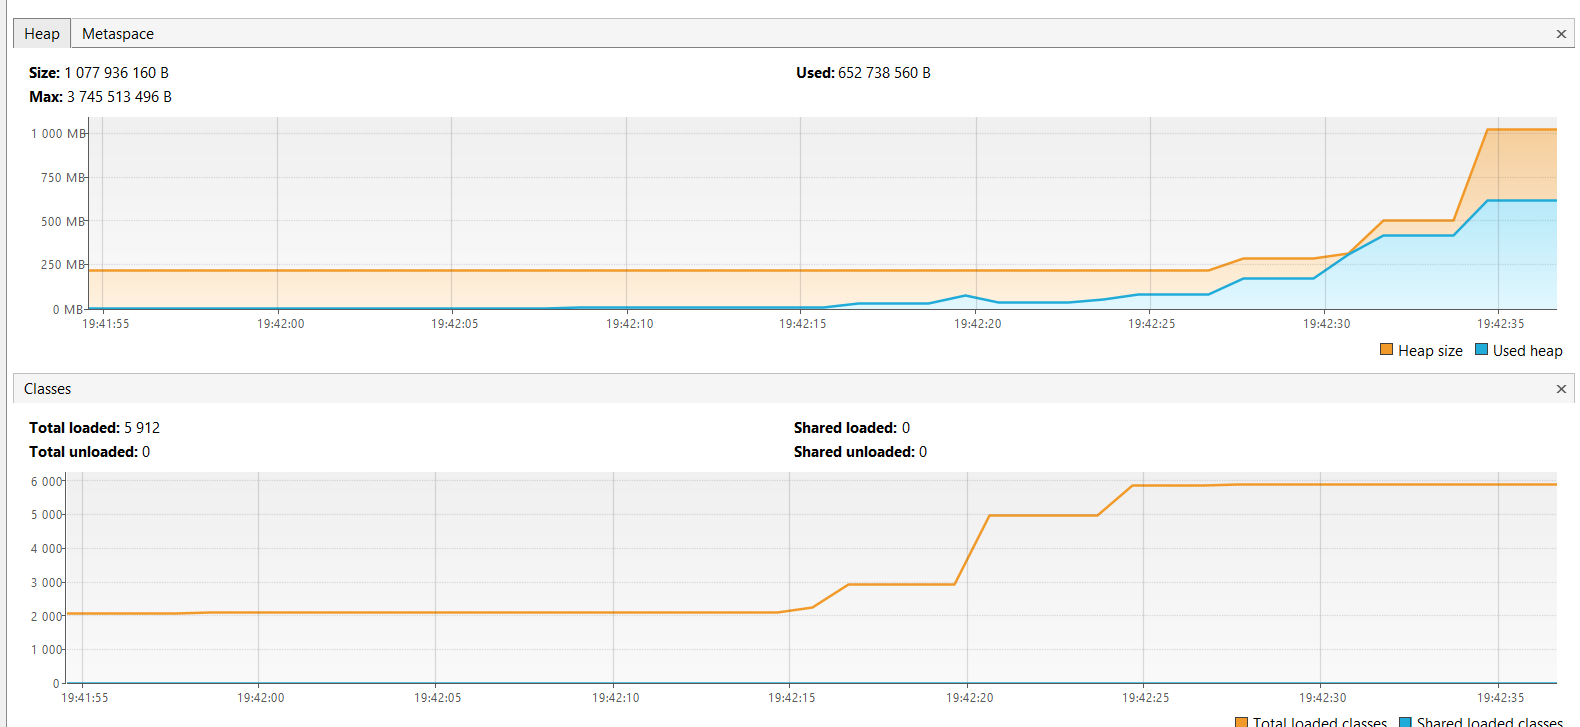 Heap Metaspace ×
Size: 1 077 936 160 B Used: 652 738 560 B
Max: 3 745 513 496 B
1 000 MB
750 MB
500 MB
250 MB
0 MB
19:41:55 19:42:00 19:42:05 19:42:10 19:42:15 19:42:20 19:42:25 19:42:30 19:42:35
Heap size Used heap
Classes ×
Total loaded: 5 912 Shared loaded: 0
Total unloaded: 0 Shared unloaded: 0
6 000
5 000
4 000
3 000
2 000
1 000
0
19:41:55 19:42:00 19:42:05 19:42:10 19:42:15 19:42:20 19:42:25 19:42:30 19:42:35
Total loaded classes Shared loaded classes